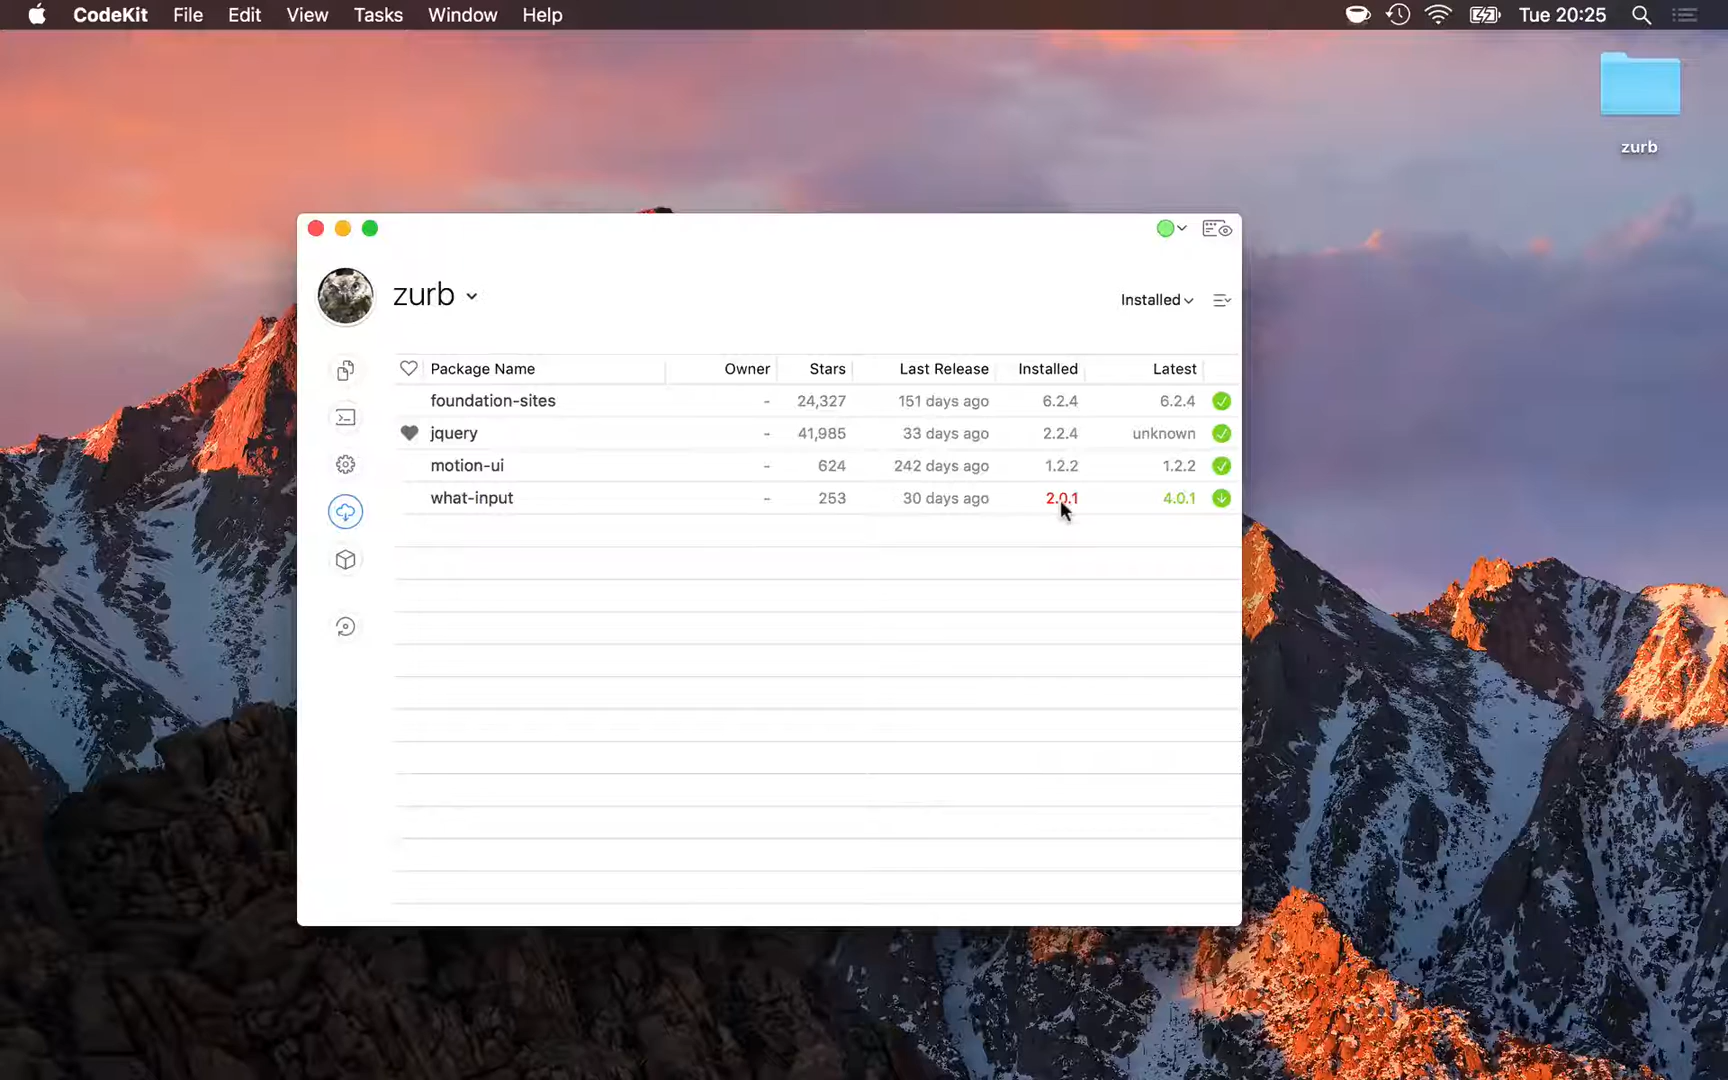 CodeKit File Edit View Tasks Window Help Tue 20:25
zurb
zurb Installed
Package Name Owner Stars Last Release Installed Latest
foundation-sites - 24,327 151 days ago 6.2.4 6.2.4
jquery - 41,985 33 days ago 2.2.4 unknown
motion-ui - 624 242 days ago 1.2.2 1.2.2
what-input - 253 30 days ago 2.0.1 4.0.1